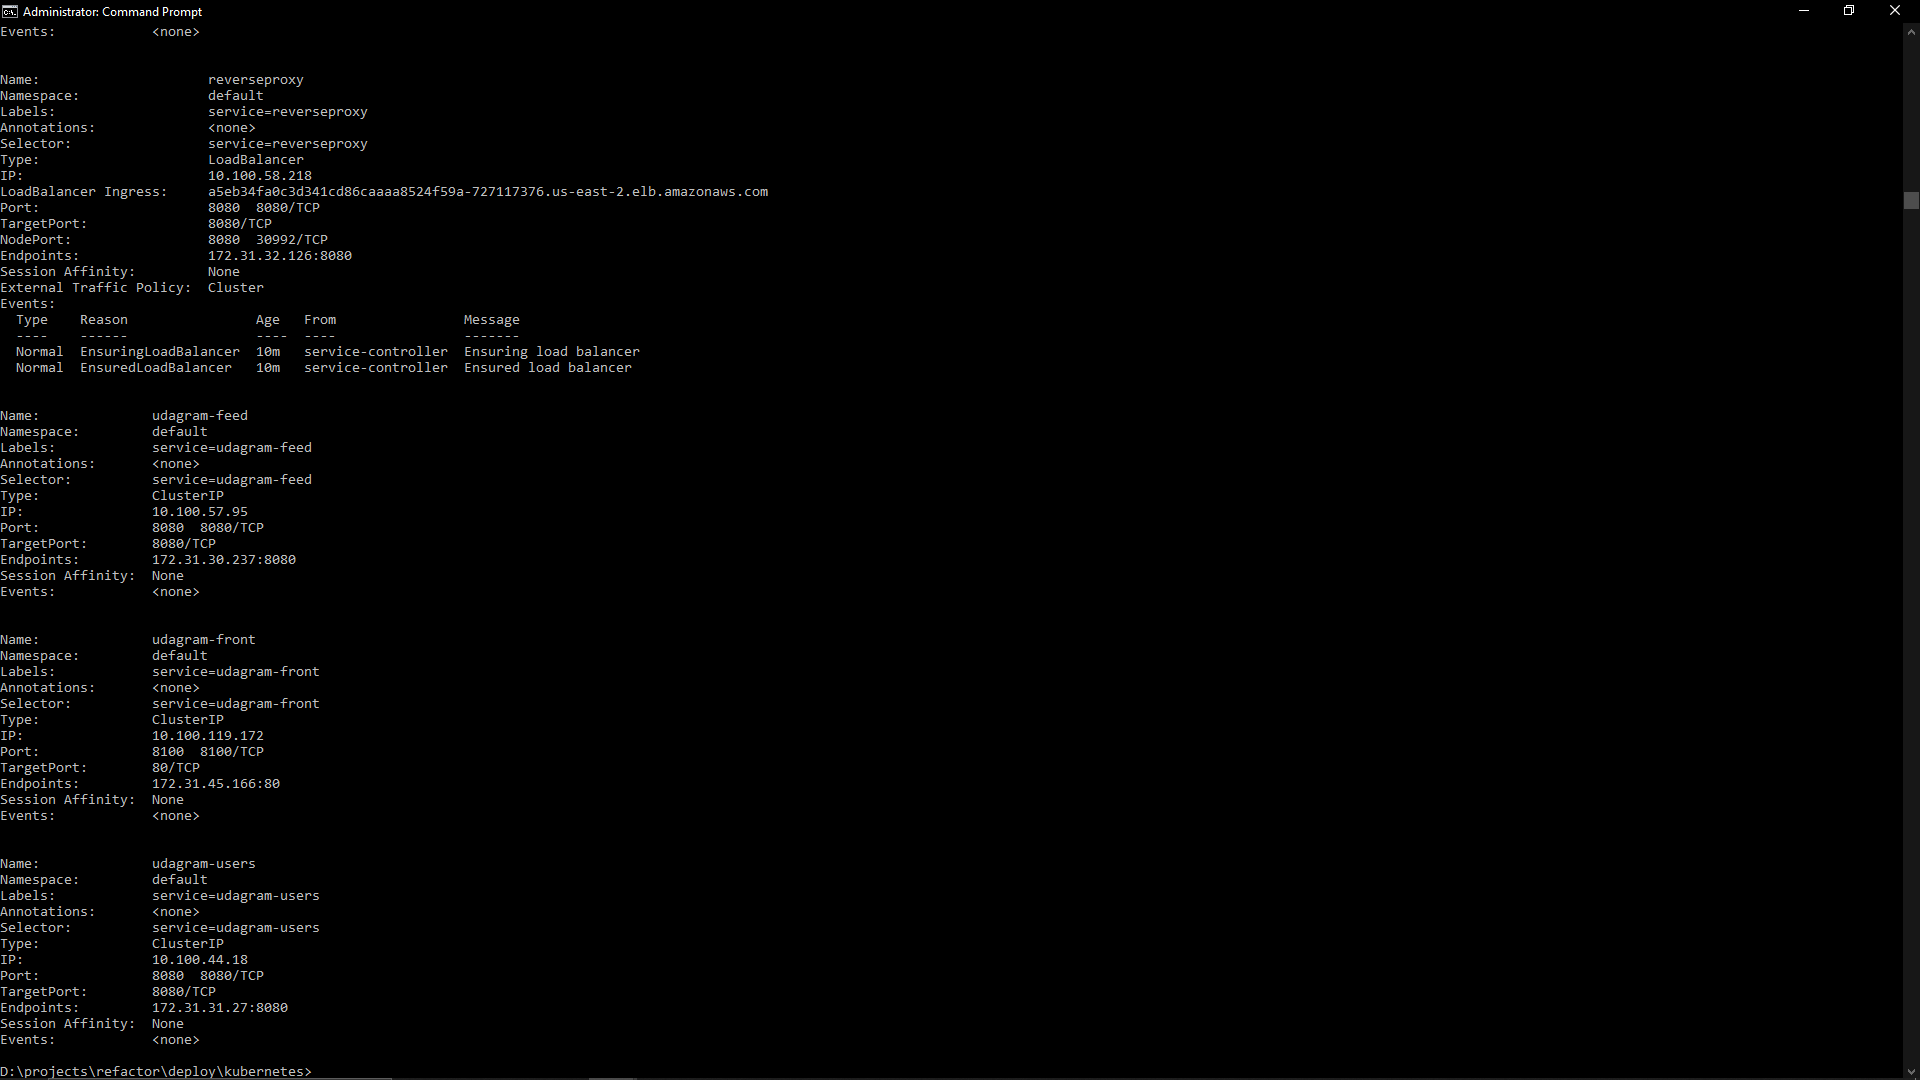 Administrator: Command Prompt
Events:            <none>
Name:                     reverseproxy
Namespace:                default
Labels:                   service=reverseproxy
Annotations:              <none>
Selector:                 service=reverseproxy
Type:                     LoadBalancer
IP:                       10.100.58.218
LoadBalancer Ingress:     a5eb34fa0c3d341cd86caaaa8524f59a-727117376.us-east-2.elb.amazonaws.com
Port:                     8080  8080/TCP
TargetPort:               8080/TCP
NodePort:                 8080  30992/TCP
Endpoints:                172.31.32.126:8080
Session Affinity:         None
External Traffic Policy:  Cluster
Events:
  Type    Reason                Age   From                Message
  ----    ------                ----  ----                -------
  Normal  EnsuringLoadBalancer  10m   service-controller  Ensuring load balancer
  Normal  EnsuredLoadBalancer   10m   service-controller  Ensured load balancer
Name:              udagram-feed
Namespace:         default
Labels:            service=udagram-feed
Annotations:       <none>
Selector:          service=udagram-feed
Type:              ClusterIP
IP:                10.100.57.95
Port:              8080  8080/TCP
TargetPort:        8080/TCP
Endpoints:         172.31.30.237:8080
Session Affinity:  None
Events:            <none>
Name:              udagram-front
Namespace:         default
Labels:            service=udagram-front
Annotations:       <none>
Selector:          service=udagram-front
Type:              ClusterIP
IP:                10.100.119.172
Port:              8100  8100/TCP
TargetPort:        80/TCP
Endpoints:         172.31.45.166:80
Session Affinity:  None
Events:            <none>
Name:              udagram-users
Namespace:         default
Labels:            service=udagram-users
Annotations:       <none>
Selector:          service=udagram-users
Type:              ClusterIP
IP:                10.100.44.18
Port:              8080  8080/TCP
TargetPort:        8080/TCP
Endpoints:         172.31.31.27:8080
Session Affinity:  None
Events:            <none>
D:\projects\refactor\deploy\kubernetes>